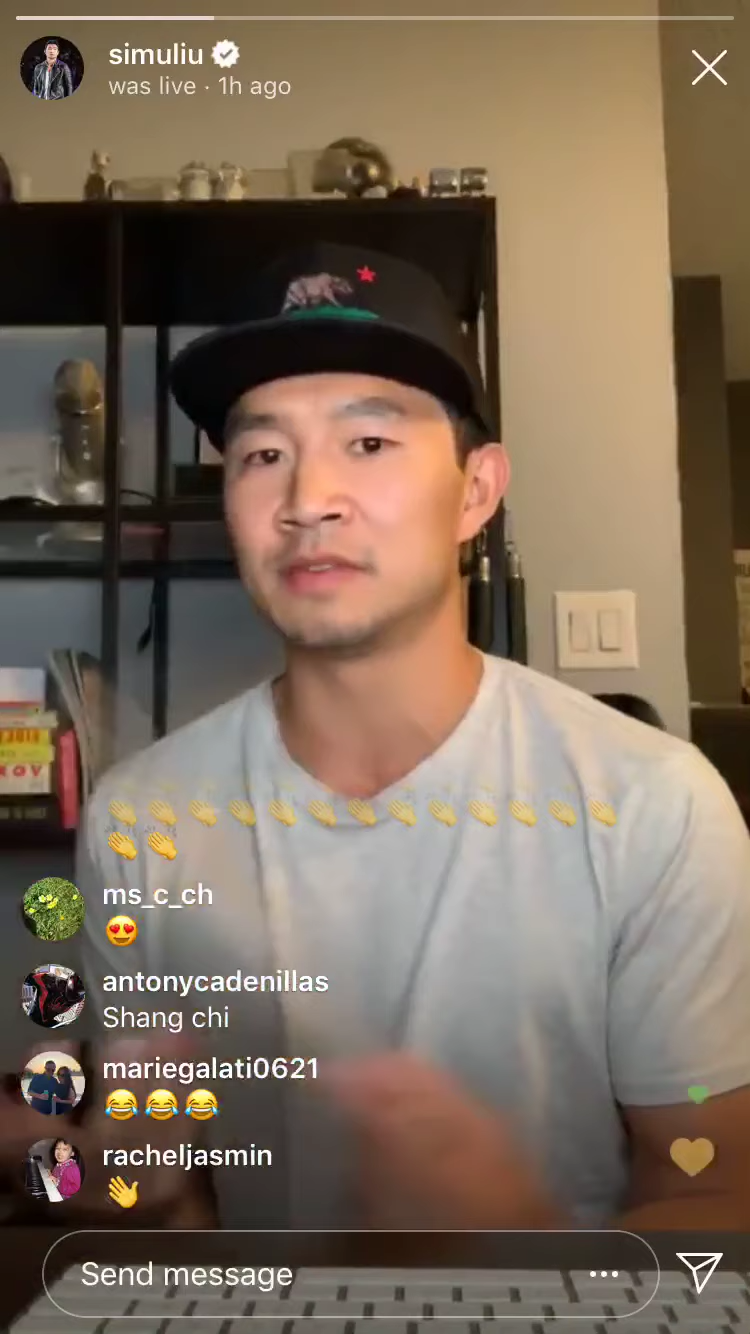 simuliu
was live · 1h ago
👏👏👏👏👏👏👏👏👏👏👏👏👏
👏👏
ms_c_ch
😍
antonycadenillas
Shang chi
mariegalati0621
😂😂😂
racheljasmin
👋
Send message